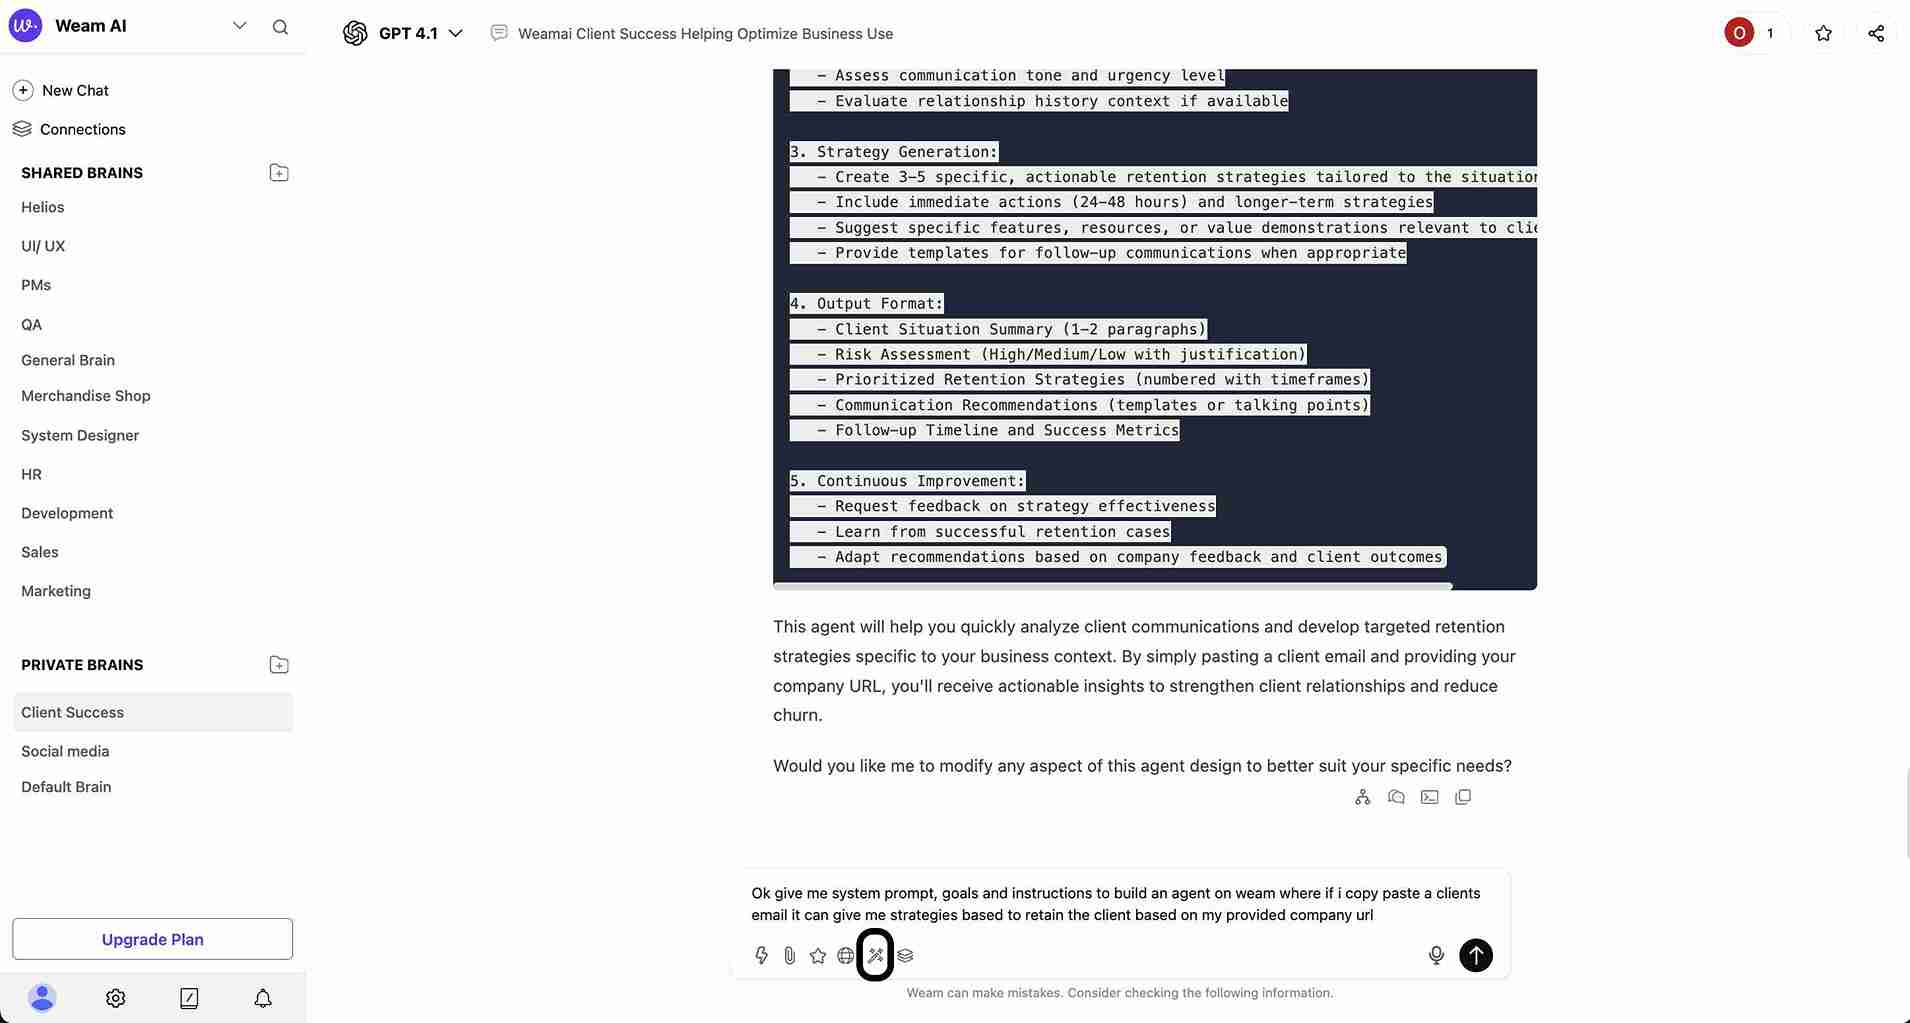 Weam AI
New Chat
Connections
SHARED BRAINS
Helios
UI/ UX
PMs
QA
General Brain
Merchandise Shop
System Designer
HR
Development
Sales
Marketing
PRIVATE BRAINS
Client Success
Social media
Default Brain
Upgrade Plan
GPT 4.1
Weamai Client Success Helping Optimize Business Use
O 1
- Assess communication tone and urgency level
- Evaluate relationship history context if available
3. Strategy Generation:
- Create 3-5 specific, actionable retention strategies tailored to the situation
- Include immediate actions (24-48 hours) and longer-term strategies
- Suggest specific features, resources, or value demonstrations relevant to
- Provide templates for follow-up communications when appropriate
4. Output Format:
- Client Situation Summary (1-2 paragraphs)
- Risk Assessment (High/Medium/Low with justification)
- Prioritized Retention Strategies (numbered with timeframes)
- Communication Recommendations (templates or talking points)
- Follow-up Timeline and Success Metrics
5. Continuous Improvement:
- Request feedback on strategy effectiveness
- Learn from successful retention cases
- Adapt recommendations based on company feedback and client outcomes
This agent will help you quickly analyze client communications and develop targeted retention
strategies specific to your business context. By simply pasting a client email and providing your
company URL, you'll receive actionable insights to strengthen client relationships and reduce
churn.
Would you like me to modify any aspect of this agent design to better suit your specific needs?
Ok give me system prompt, goals and instructions to build an agent on weam where if i copy paste a clients
email it can give me strategies based to retain the client based on my provided company url
Weam can make mistakes. Consider checking the following information.